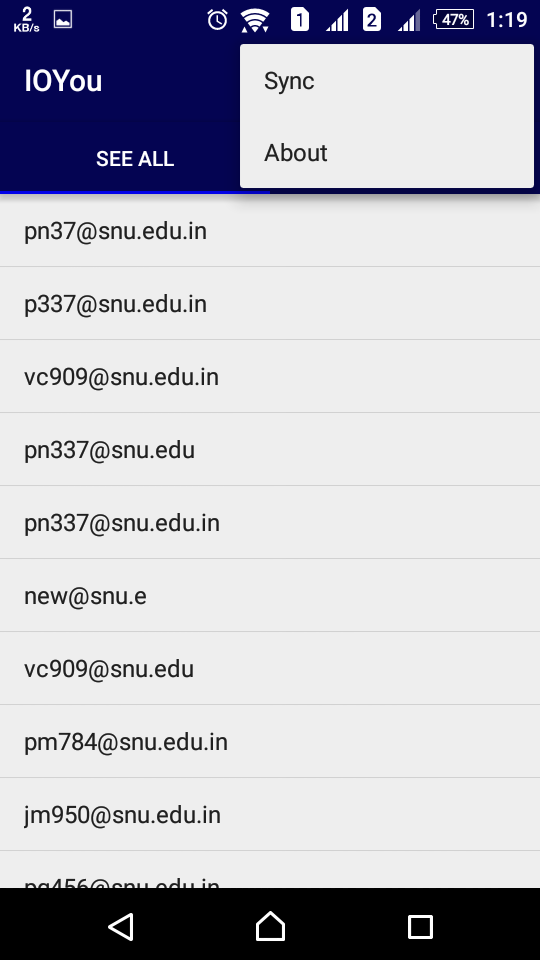 2
KB/s
1
2
47%
1:19
IOYou
Sync
SEE ALL
About
pn37@snu.edu.in
p337@snu.edu.in
vc909@snu.edu.in
pn337@snu.edu
pn337@snu.edu.in
new@snu.e
vc909@snu.edu
pm784@snu.edu.in
jm950@snu.edu.in